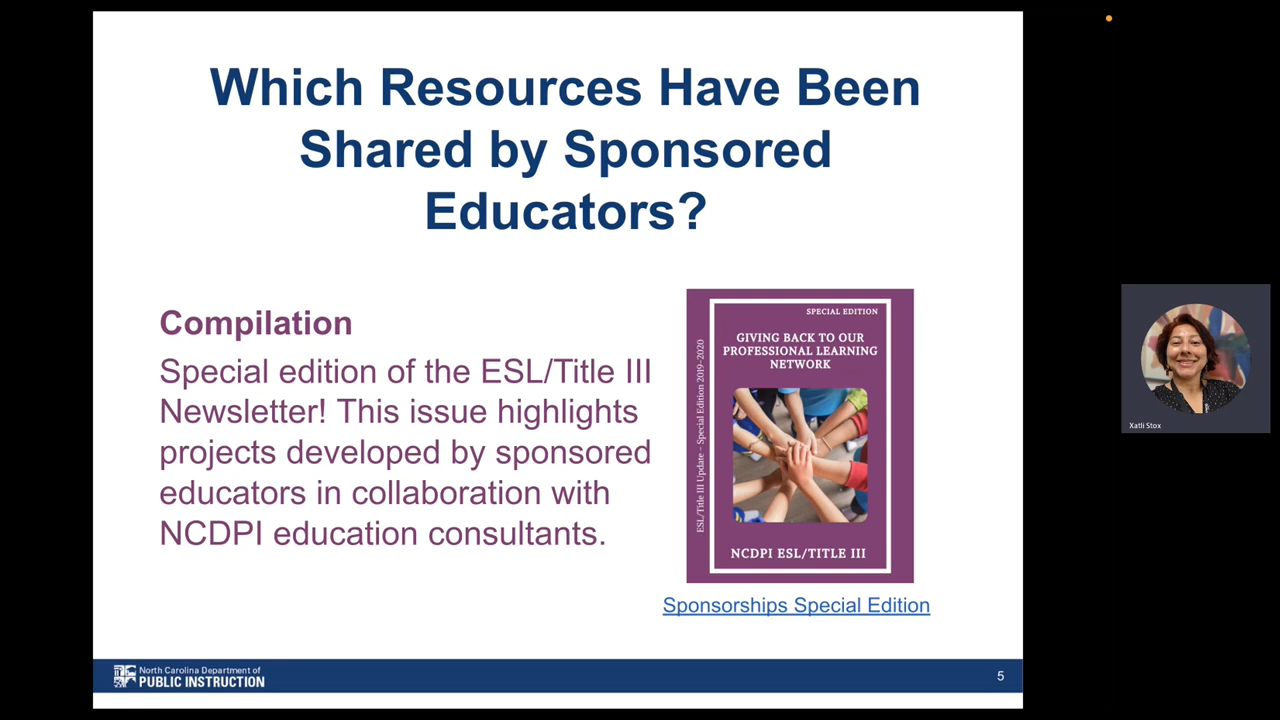 Which Resources Have Been
Shared by Sponsored
Educators?
Compilation
Special edition of the ESL/Title III
Newsletter! This issue highlights
projects developed by sponsored
educators in collaboration with
NCDPI education consultants.
SPECIAL EDITION
GIVING BACK TO OUR
PROFESSIONAL LEARNING
NETWORK
ESL/Title III Update - Special Edition 2019-2020
NCDPI ESL/TITLE III
Sponsorships Special Edition
North Carolina Department of
PUBLIC INSTRUCTION
5
Xatli Stox